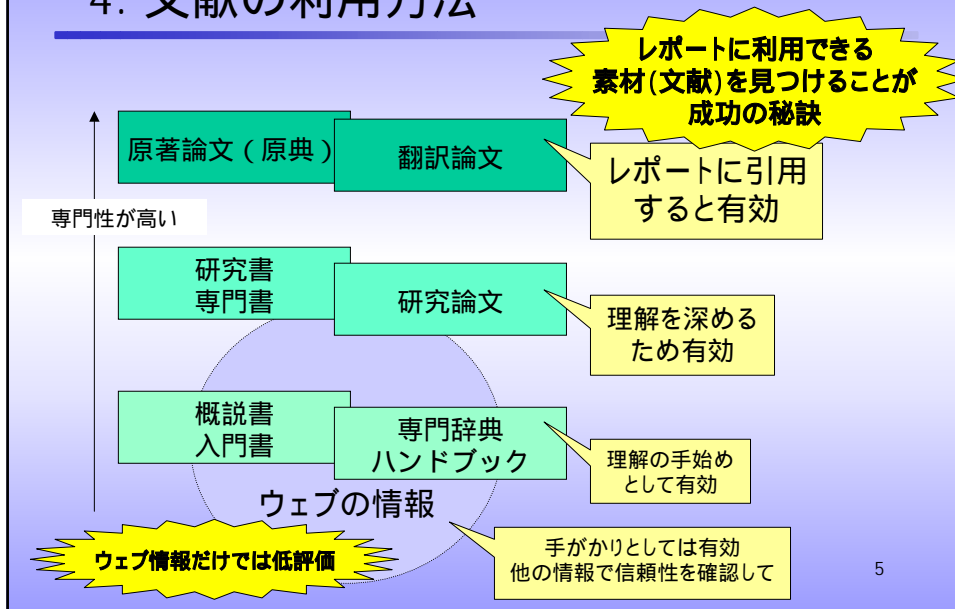 4. 文献の利用方法
レポートに利用できる
素材(文献)を見つけることが
成功の秘訣
原著論文(原典)
翻訳論文
レポートに引用
すると有効
専門性が高い
研究書
専門書
研究論文
理解を深める
ため有効
概説書
入門書
専門辞典
ハンドブック
理解の手始め
として有効
ウェブの情報
ウェブ情報だけでは低評価
手がかりとしては有効
他の情報で信頼性を確認して
5